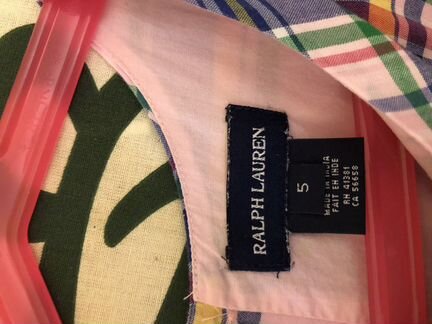 RALPH LAUREN
5
MADE IN INDIA
FAIT EN INDE
RN 41381
CA 56658